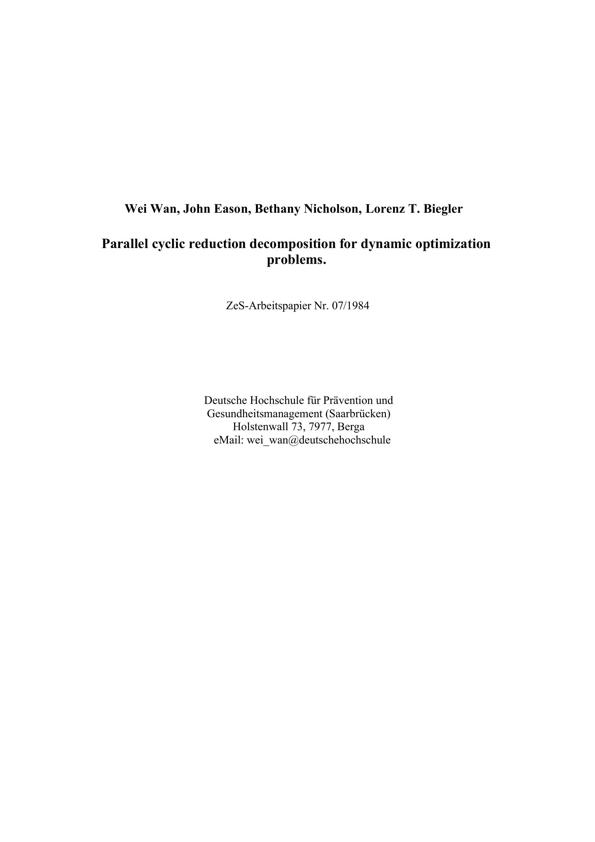 Wei Wan, John Eason, Bethany Nicholson, Lorenz T. Biegler
Parallel cyclic reduction decomposition for dynamic optimization
problems.
ZeS-Arbeitspapier Nr. 07/1984
Deutsche Hochschule für Prävention und
Gesundheitsmanagement (Saarbrücken)
Holstenwall 73, 7977, Berga
eMail: wei_wan@deutschehochschule